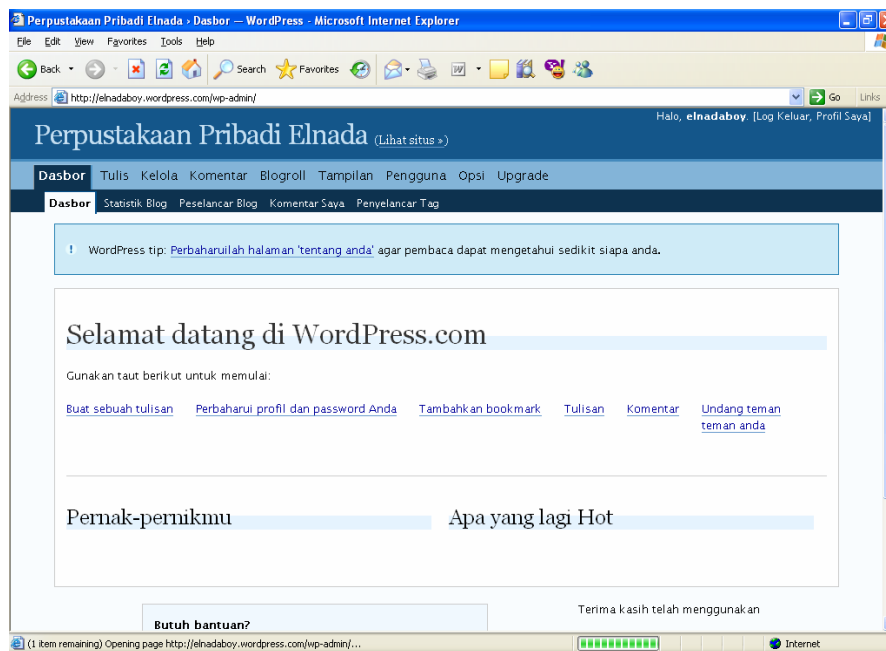 Perpustakaan Pribadi Elnada › Dasbor — WordPress - Microsoft Internet Explorer
File Edit View Favorites Tools Help
Back Search Favorites
Address http://elnadaboy.wordpress.com/wp-admin/ Go Links
Halo, elnadaboy. [Log Keluar, Profil Saya]
Perpustakaan Pribadi Elnada (Lihat situs »)
Dasbor Tulis Kelola Komentar Blogroll Tampilan Pengguna Opsi Upgrade
Dasbor Statistik Blog Peselancar Blog Komentar Saya Penyelancar Tag
! WordPress tip: Perbaharuilah halaman 'tentang anda' agar pembaca dapat mengetahui sedikit siapa anda.
Selamat datang di WordPress.com
Gunakan taut berikut untuk memulai:
Buat sebuah tulisan Perbaharui profil dan password Anda Tambahkan bookmark Tulisan Komentar Undang teman
teman anda
Pernak-pernikmu Apa yang lagi Hot
Terima kasih telah menggunakan
Butuh bantuan?
(1 item remaining) Opening page http://elnadaboy.wordpress.com/wp-admin/... Internet